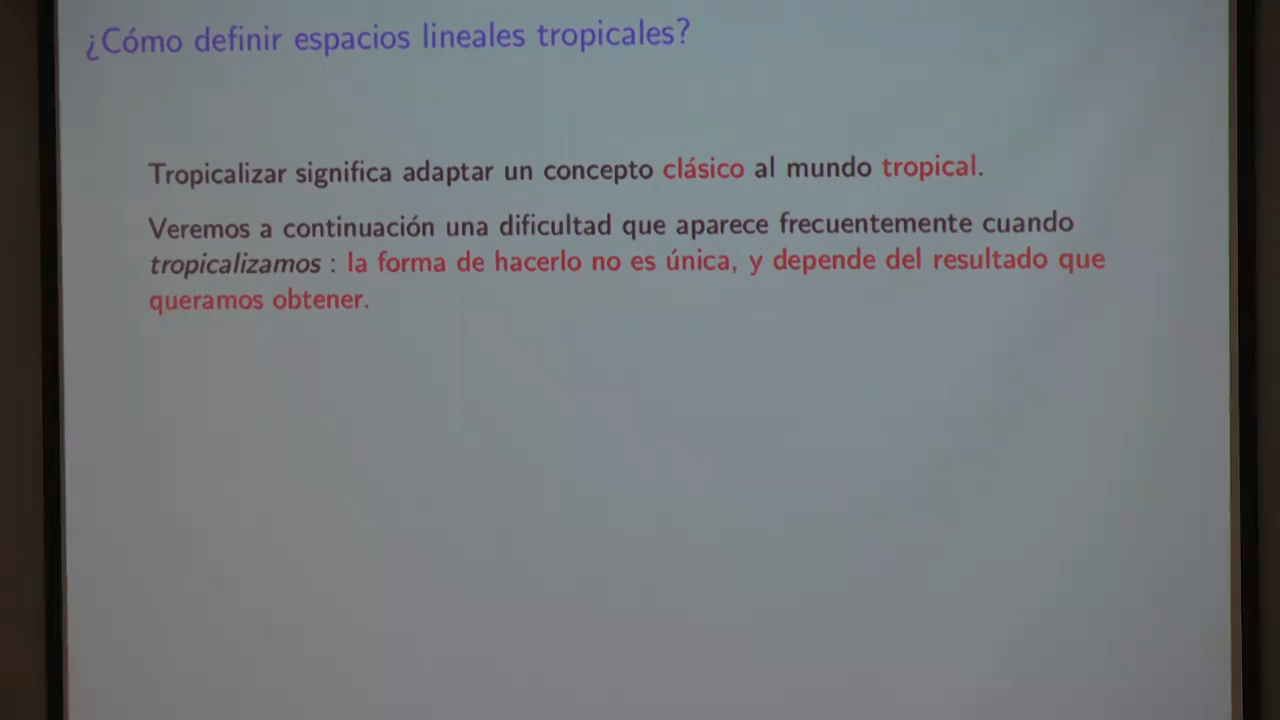 ¿Cómo definir espacios lineales tropicales?
Tropicalizar significa adaptar un concepto clásico al mundo tropical.
Veremos a continuación una dificultad que aparece frecuentemente cuando
tropicalizamos : la forma de hacerlo no es única, y depende del resultado que
queramos obtener.